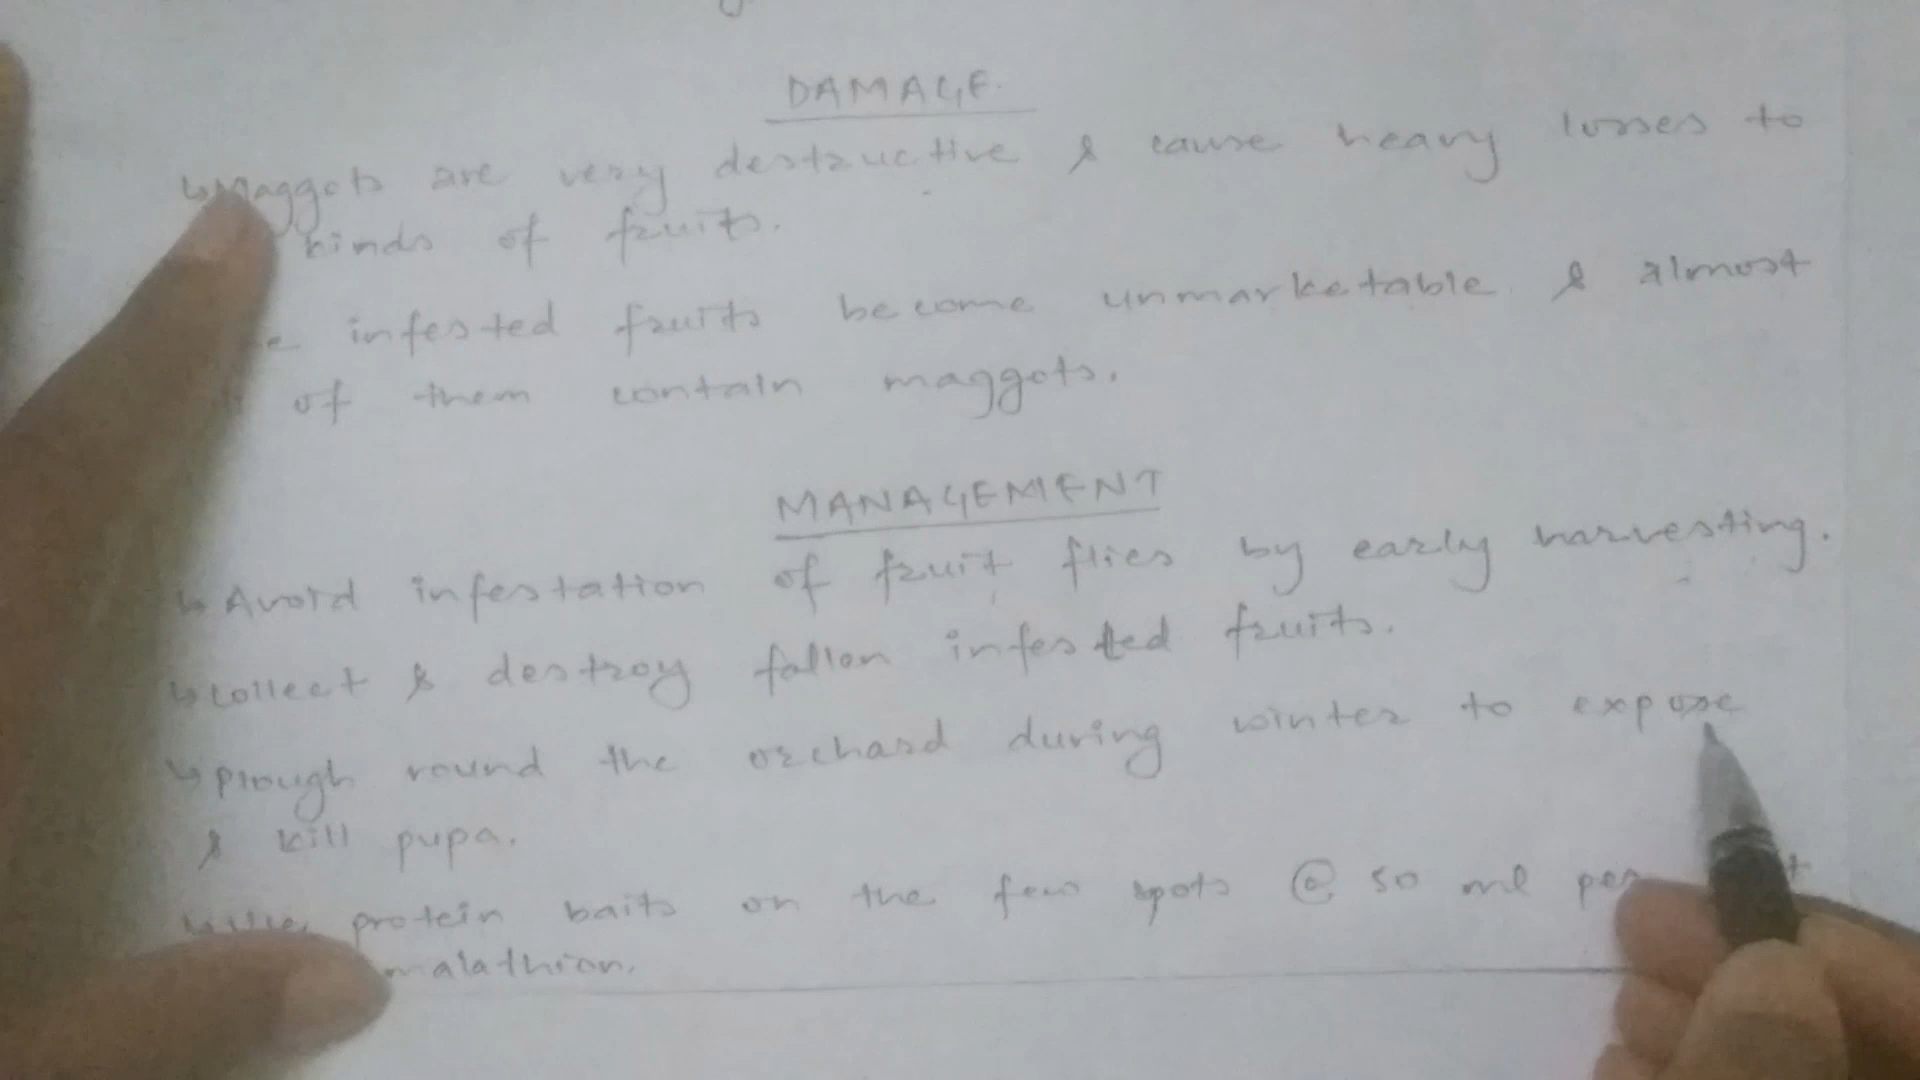 DAMAGE.
↳ Maggots are very destructive & cause heavy losses to
kinds of fruits.
infested fruits become unmarketable & almost
of them contain maggots.
MANAGEMENT
↳ Avoid infestation of fruit flies by early harvesting.
↳ collect & destroy fallen infested fruits.
↳ plough round the orchard during winter to expose
& kill pupa.
protein baits on the few spots @ 50 ml per
malathion.